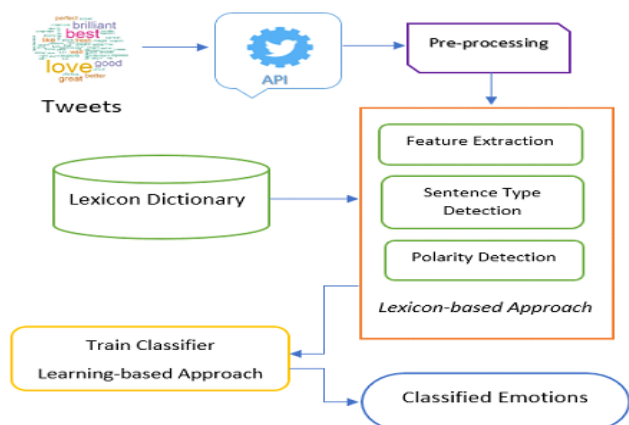 perfect
brilliant
best
love
good
great
better
Tweets
API
Pre-processing
Feature Extraction
Sentence Type
Detection
Polarity Detection
Lexicon-based Approach
Lexicon Dictionary
Train Classifier
Learning-based Approach
Classified Emotions